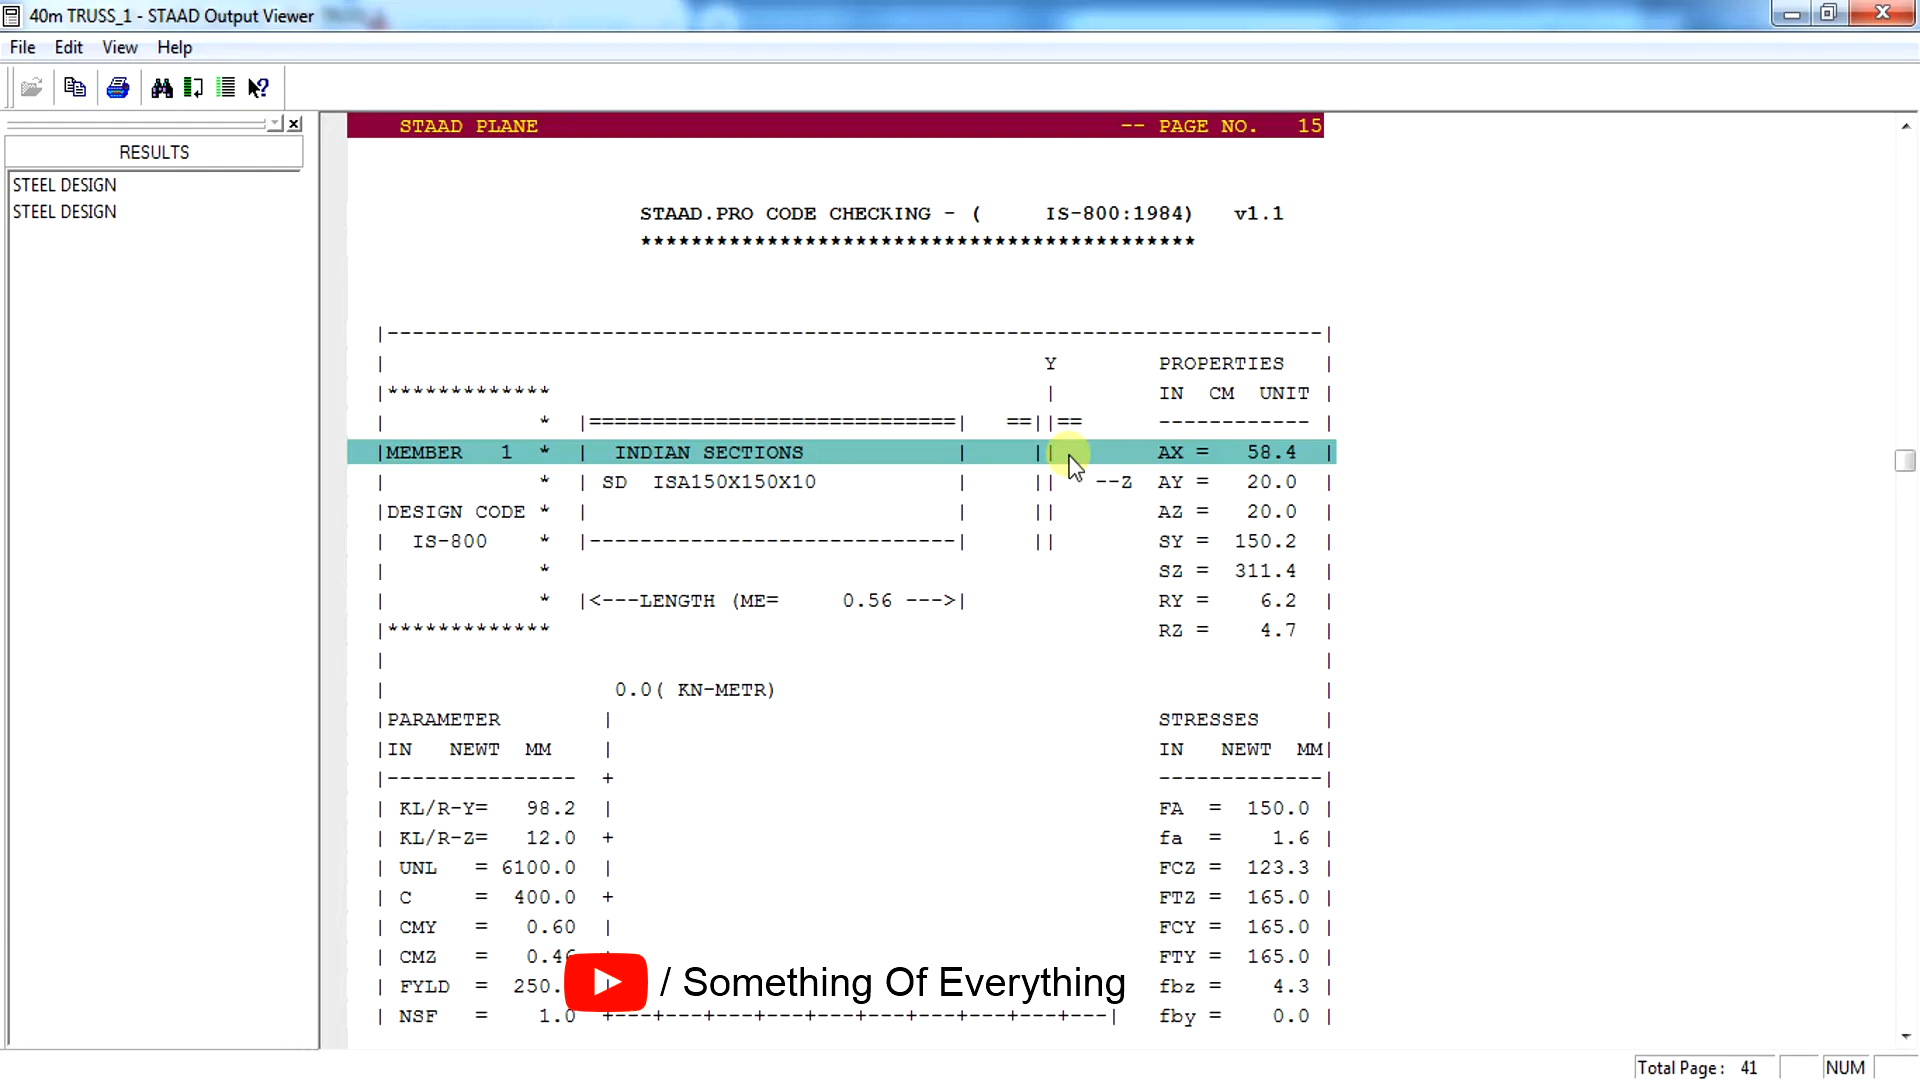 40m TRUSS_1 - STAAD Output Viewer
File Edit View Help
RESULTS
STEEL DESIGN
STEEL DESIGN
STAAD PLANE -- PAGE NO. 15
STAAD.PRO CODE CHECKING - ( IS-800:1984) v1.1
********************************************
|--------------------------------------------------------------------------|
| Y PROPERTIES |
|************* | IN CM UNIT |
| * |=============================| ==||== ------------ |
|MEMBER 1 * | INDIAN SECTIONS | || AX = 58.4 |
| * | SD ISA150X150X10 | || --Z AY = 20.0 |
|DESIGN CODE * | | || AZ = 20.0 |
| IS-800 * |-----------------------------| || SY = 150.2 |
| * SZ = 311.4 |
| * |<---LENGTH (ME= 0.56 --->| RY = 6.2 |
|************* RZ = 4.7 |
| |
| 0.0( KN-METR) |
|PARAMETER | STRESSES |
|IN NEWT MM | IN NEWT MM|
|--------------- + -------------|
| KL/R-Y= 98.2 | FA = 150.0 |
| KL/R-Z= 12.0 + fa = 1.6 |
| UNL = 6100.0 | FCZ = 123.3 |
| C = 400.0 + FTZ = 165.0 |
| CMY = 0.60 | FCY = 165.0 |
| CMZ = 0.46 FTY = 165.0 |
| FYLD = 250. fbz = 4.3 |
| NSF = 1.0 +---+---+---+---+---+---+---+---+---+---| fby = 0.0 |
/ Something Of Everything
Total Page: 41 NUM